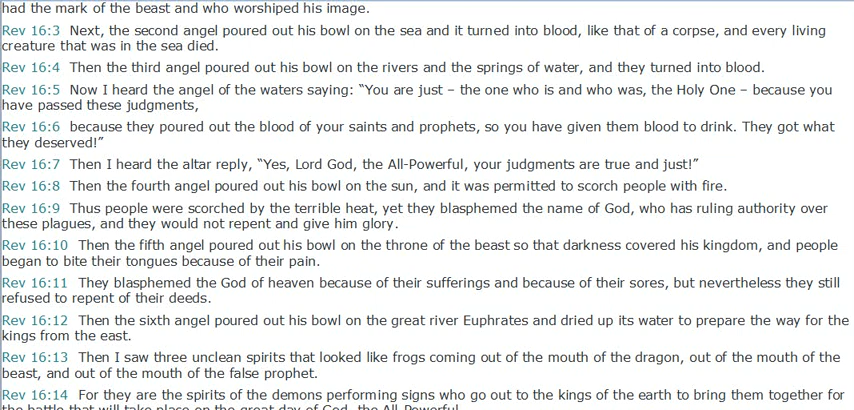 had the mark of the beast and who worshiped his image.
Rev 16:3 Next, the second angel poured out his bowl on the sea and it turned into blood, like that of a corpse, and every living
creature that was in the sea died.
Rev 16:4 Then the third angel poured out his bowl on the rivers and the springs of water, and they turned into blood.
Rev 16:5 Now I heard the angel of the waters saying: “You are just – the one who is and who was, the Holy One – because you
have passed these judgments,
Rev 16:6 because they poured out the blood of your saints and prophets, so you have given them blood to drink. They got what
they deserved!”
Rev 16:7 Then I heard the altar reply, “Yes, Lord God, the All-Powerful, your judgments are true and just!”
Rev 16:8 Then the fourth angel poured out his bowl on the sun, and it was permitted to scorch people with fire.
Rev 16:9 Thus people were scorched by the terrible heat, yet they blasphemed the name of God, who has ruling authority over
these plagues, and they would not repent and give him glory.
Rev 16:10 Then the fifth angel poured out his bowl on the throne of the beast so that darkness covered his kingdom, and people
began to bite their tongues because of their pain.
Rev 16:11 They blasphemed the God of heaven because of their sufferings and because of their sores, but nevertheless they still
refused to repent of their deeds.
Rev 16:12 Then the sixth angel poured out his bowl on the great river Euphrates and dried up its water to prepare the way for the
kings from the east.
Rev 16:13 Then I saw three unclean spirits that looked like frogs coming out of the mouth of the dragon, out of the mouth of the
beast, and out of the mouth of the false prophet.
Rev 16:14 For they are the spirits of the demons performing signs who go out to the kings of the earth to bring them together for
the battle that will take place on the great day of God, the All-Powerful.